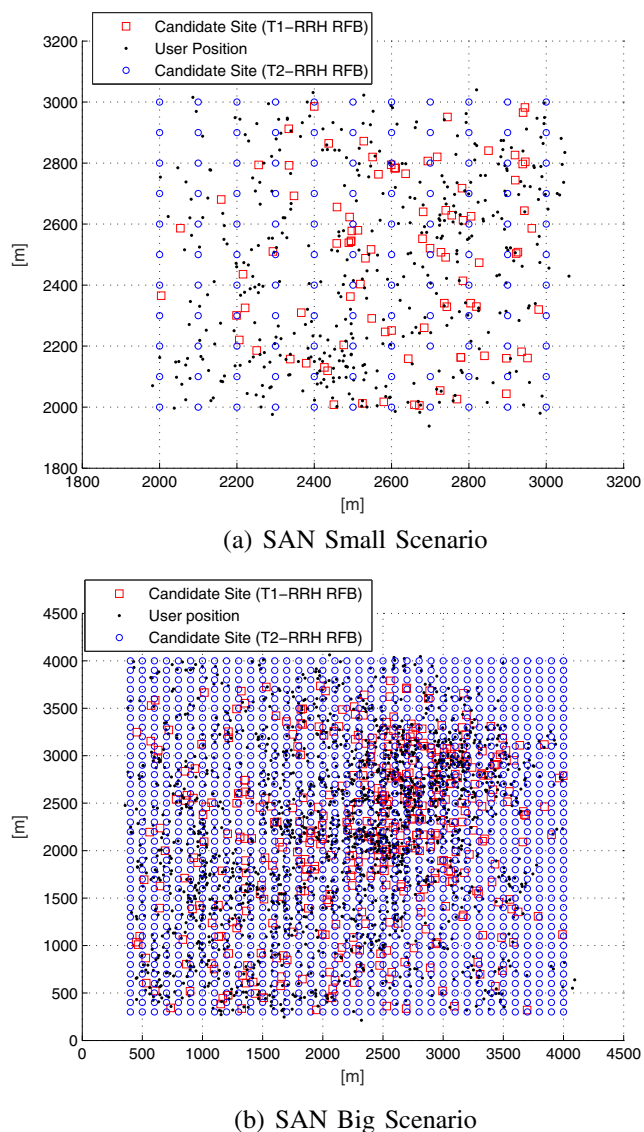 Candidate Site (T1−RRH RFB)
User Position
Candidate Site (T2−RRH RFB)
3200
3000
2800
2600
2400
2200
2000
1800
[m]
1800 2000 2200 2400 2600 2800 3000 3200
[m]
(a) SAN Small Scenario
Candidate Site (T1−RRH RFB)
User position
Candidate Site (T2−RRH RFB)
4500
4000
3500
3000
2500
2000
1500
1000
500
0
[m]
0 500 1000 1500 2000 2500 3000 3500 4000 4500
[m]
(b) SAN Big Scenario